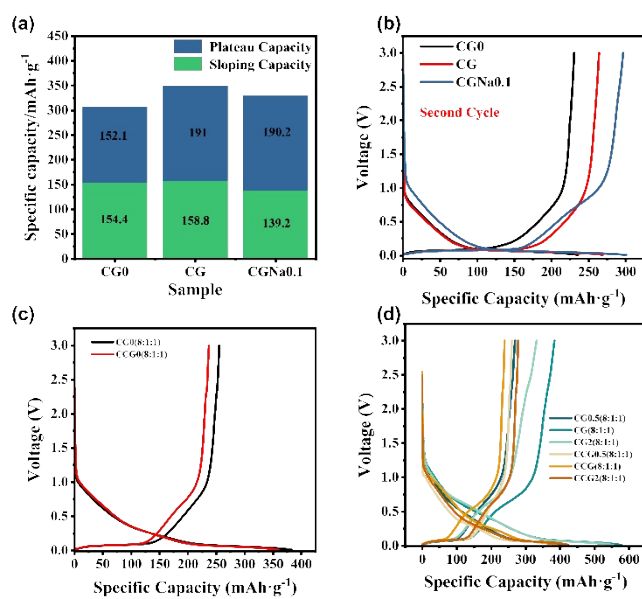 (a)
Specific capacity/mAh·g⁻¹
450
400
350
300
250
200
150
100
50
0
Plateau Capacity
Sloping Capacity
152.1
191
190.2
154.4
158.8
139.2
CG0
CG
CGNa0.1
Sample
(b)
Voltage (V)
3.0
2.5
2.0
1.5
1.0
0.5
0.0
CG0
CG
CGNa0.1
Second Cycle
0
50
100
150
200
250
300
Specific Capacity (mAh·g⁻¹)
(c)
Voltage (V)
3.0
2.5
2.0
1.5
1.0
0.5
0.0
CG0(8:1:1)
CCG0(8:1:1)
0
50
100
150
200
250
300
350
400
Specific Capacity (mAh·g⁻¹)
(d)
Voltage (V)
3.0
2.5
2.0
1.5
1.0
0.5
0.0
CG0.5(8:1:1)
CG(8:1:1)
CG2(8:1:1)
CCG0.5(8:1:1)
CCG(8:1:1)
CCG2(8:1:1)
0
100
200
300
400
500
600
Specific Capacity (mAh·g⁻¹)